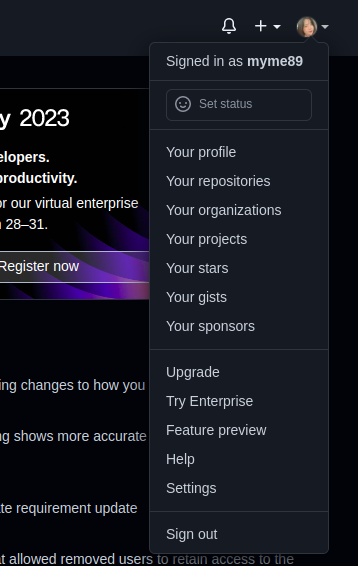 Signed in as myme89
Set status
y 2023
elopers.
productivity.
or our virtual enterprise
28–31.
Register now
Your profile
Your repositories
Your organizations
Your projects
Your stars
Your gists
Your sponsors
Upgrade
Try Enterprise
Feature preview
Help
Settings
Sign out
ing changes to how you
ng shows more accurate
ate requirement update
at allowed removed users to retain access to the